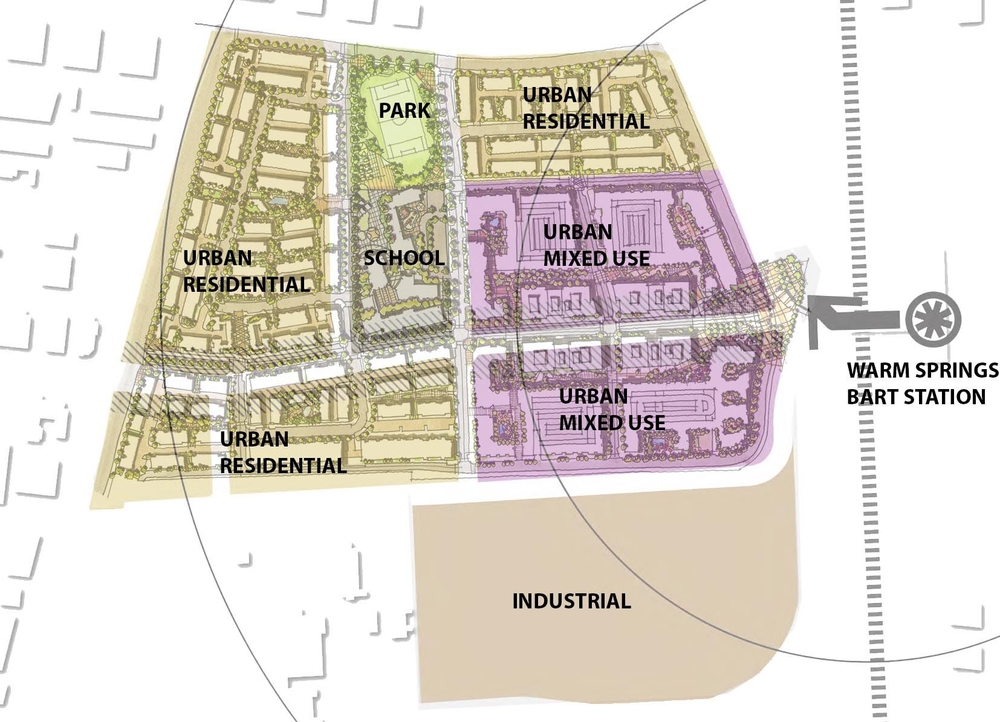 URBAN
RESIDENTIAL
PARK
URBAN
MIXED USE
URBAN
RESIDENTIAL
SCHOOL
WARM SPRINGS
BART STATION
URBAN
MIXED USE
URBAN
RESIDENTIAL
INDUSTRIAL